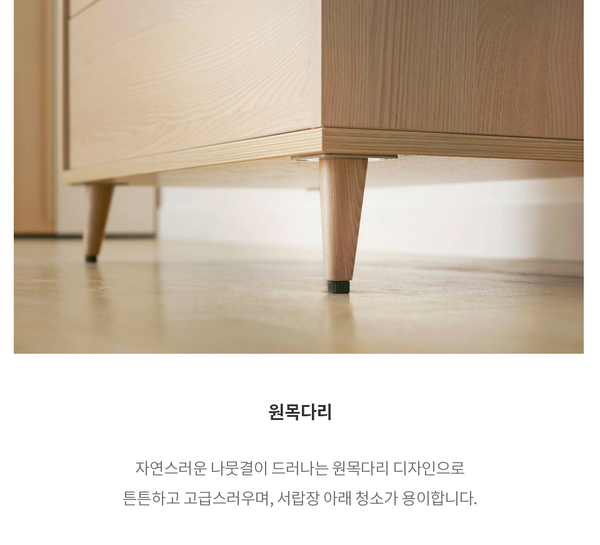 원목다리
자연스러운 나뭇결이 드러나는 원목다리 디자인으로
튼튼하고 고급스러우며, 서랍장 아래 청소가 용이합니다.